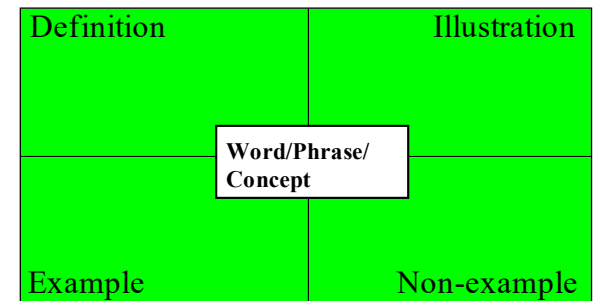 Definition
Illustration
Word/Phrase/
Concept
Example
Non-example